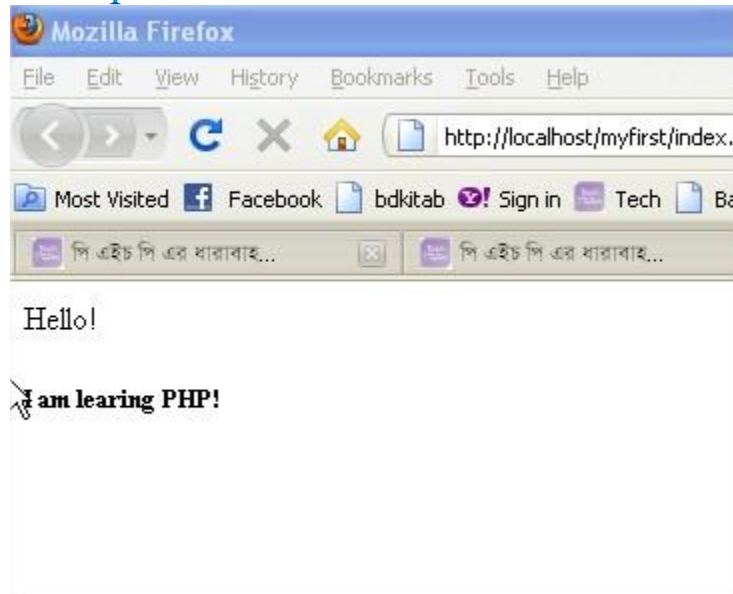 Mozilla Firefox
File Edit View History Bookmarks Tools Help
http://localhost/myfirst/index.
Most Visited Facebook bdkitab Sign in Tech Ba
পি এইচ পি এর ধারাবাহ... পি এইচ পি এর ধারাবাহ...
Hello!
I am learing PHP!